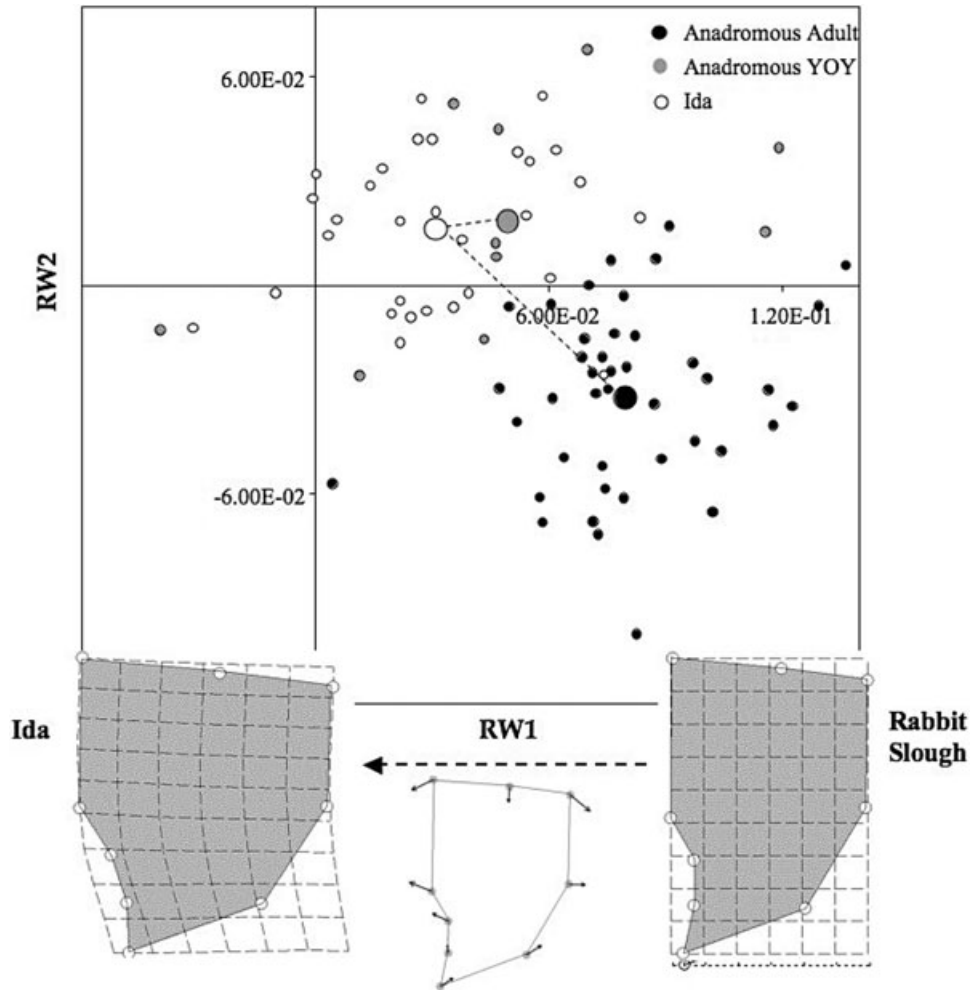 Anadromous Adult
Anadromous YOY
Ida
6.00E-02
RW2
6.00E-02
1.20E-01
-6.00E-02
Ida
RW1
Rabbit
Slough